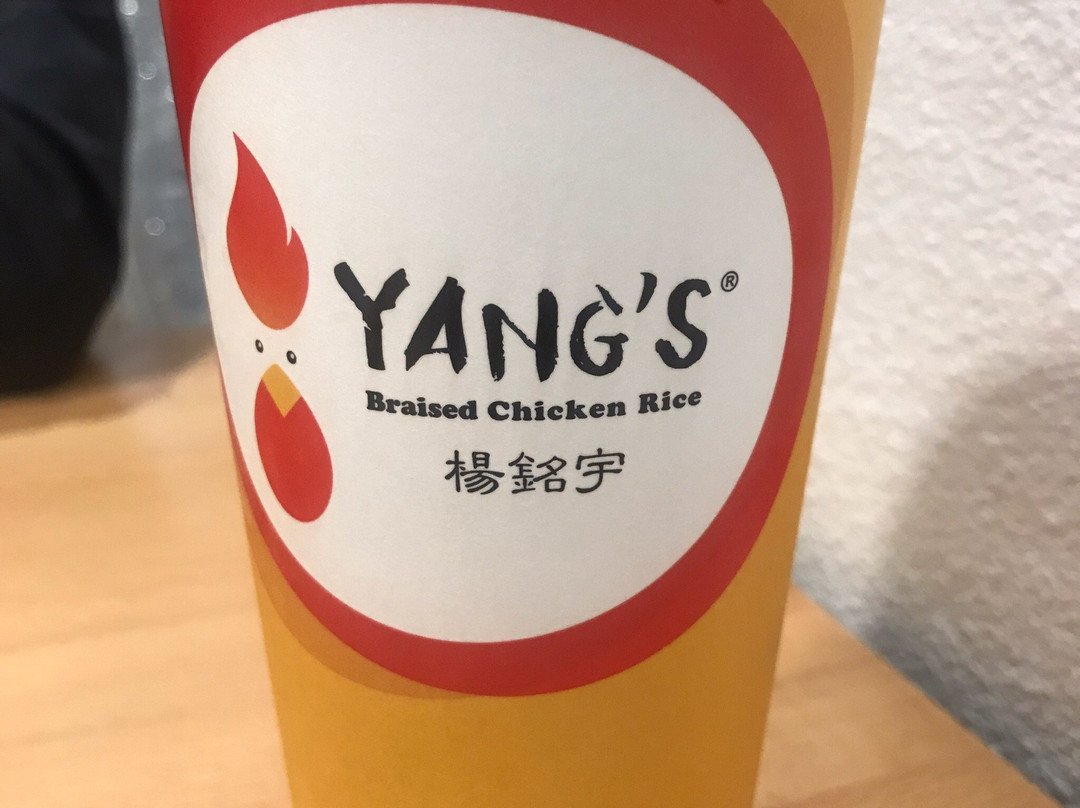 YANG'S®
Braised Chicken Rice
楊銘宇